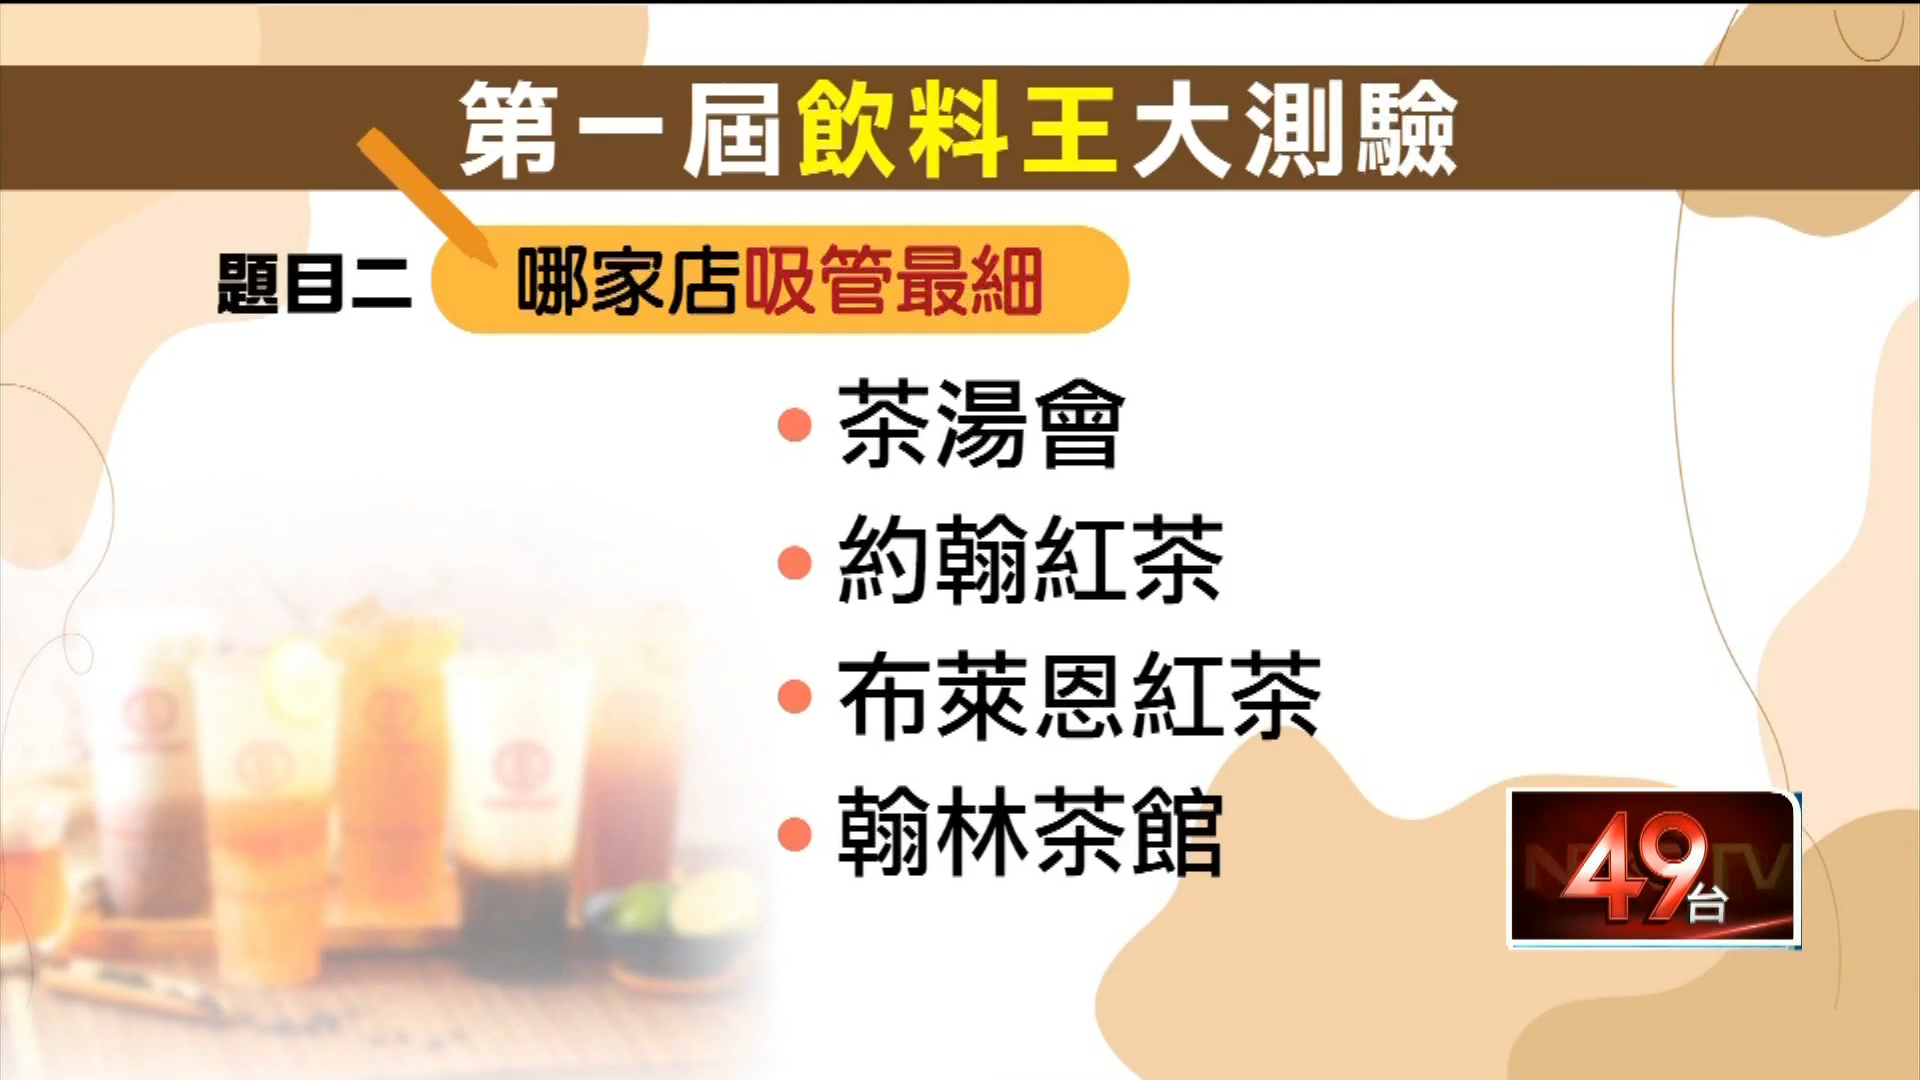 第一屆飲料王大測驗
題目二 哪家店吸管最細
茶湯會
約翰紅茶
布萊恩紅茶
翰林茶館
49台